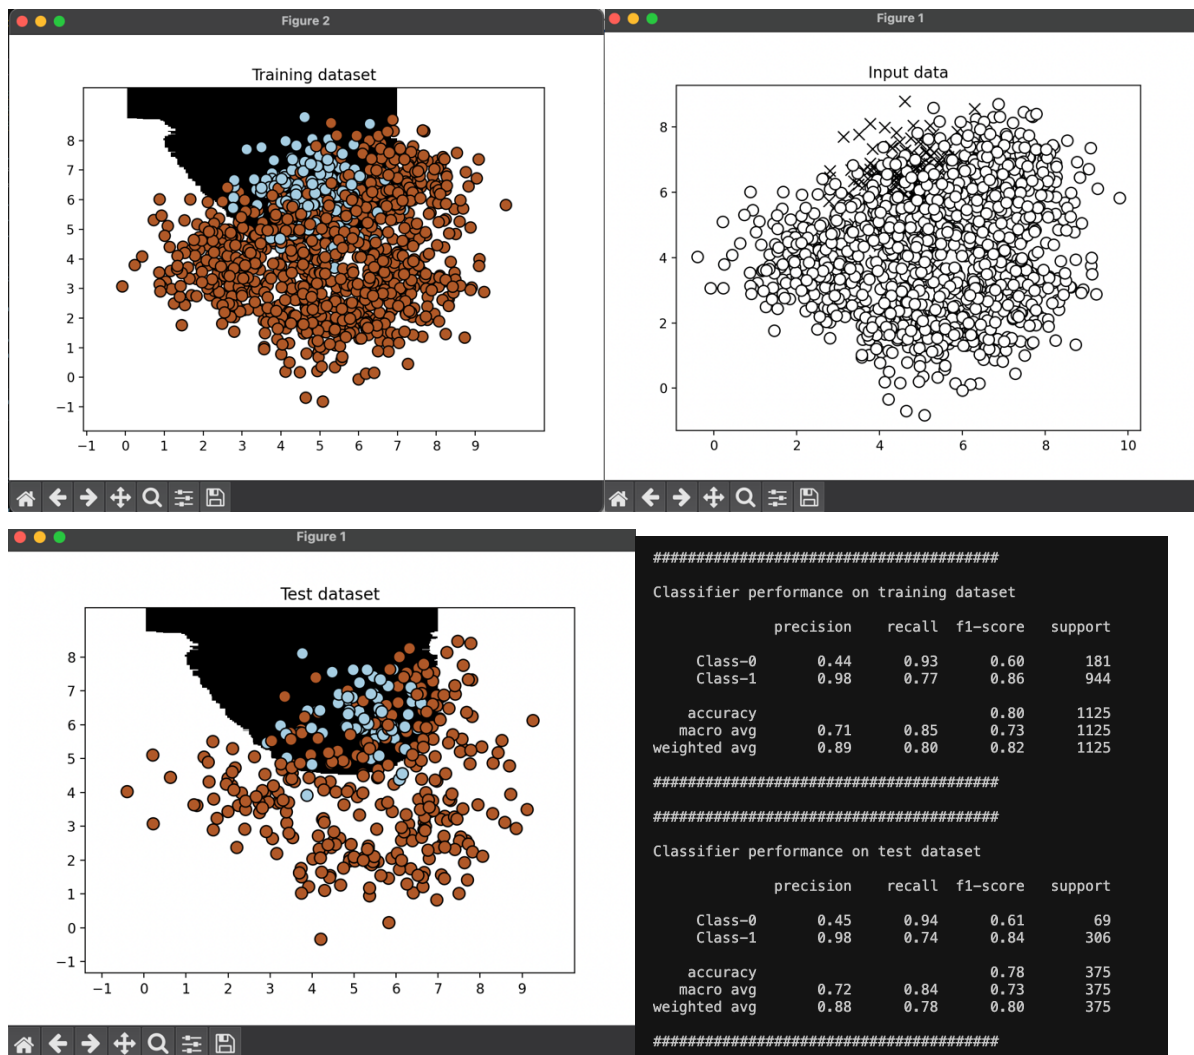 Figure 2
Training dataset
8
7
6
5
4
3
2
1
0
−1
−1 0 1 2 3 4 5 6 7 8 9
Figure 1
Input data
8
6
4
2
0
0 2 4 6 8 10
Figure 1
Test dataset
8
7
6
5
4
3
2
1
0
−1
−1 0 1 2 3 4 5 6 7 8 9
########################################
Classifier performance on training dataset
precision recall f1-score support
Class-0 0.44 0.93 0.60 181
Class-1 0.98 0.77 0.86 944
accuracy 0.80 1125
macro avg 0.71 0.85 0.73 1125
weighted avg 0.89 0.80 0.82 1125
########################################
########################################
Classifier performance on test dataset
precision recall f1-score support
Class-0 0.45 0.94 0.61 69
Class-1 0.98 0.74 0.84 306
accuracy 0.78 375
macro avg 0.72 0.84 0.73 375
weighted avg 0.88 0.78 0.80 375
########################################